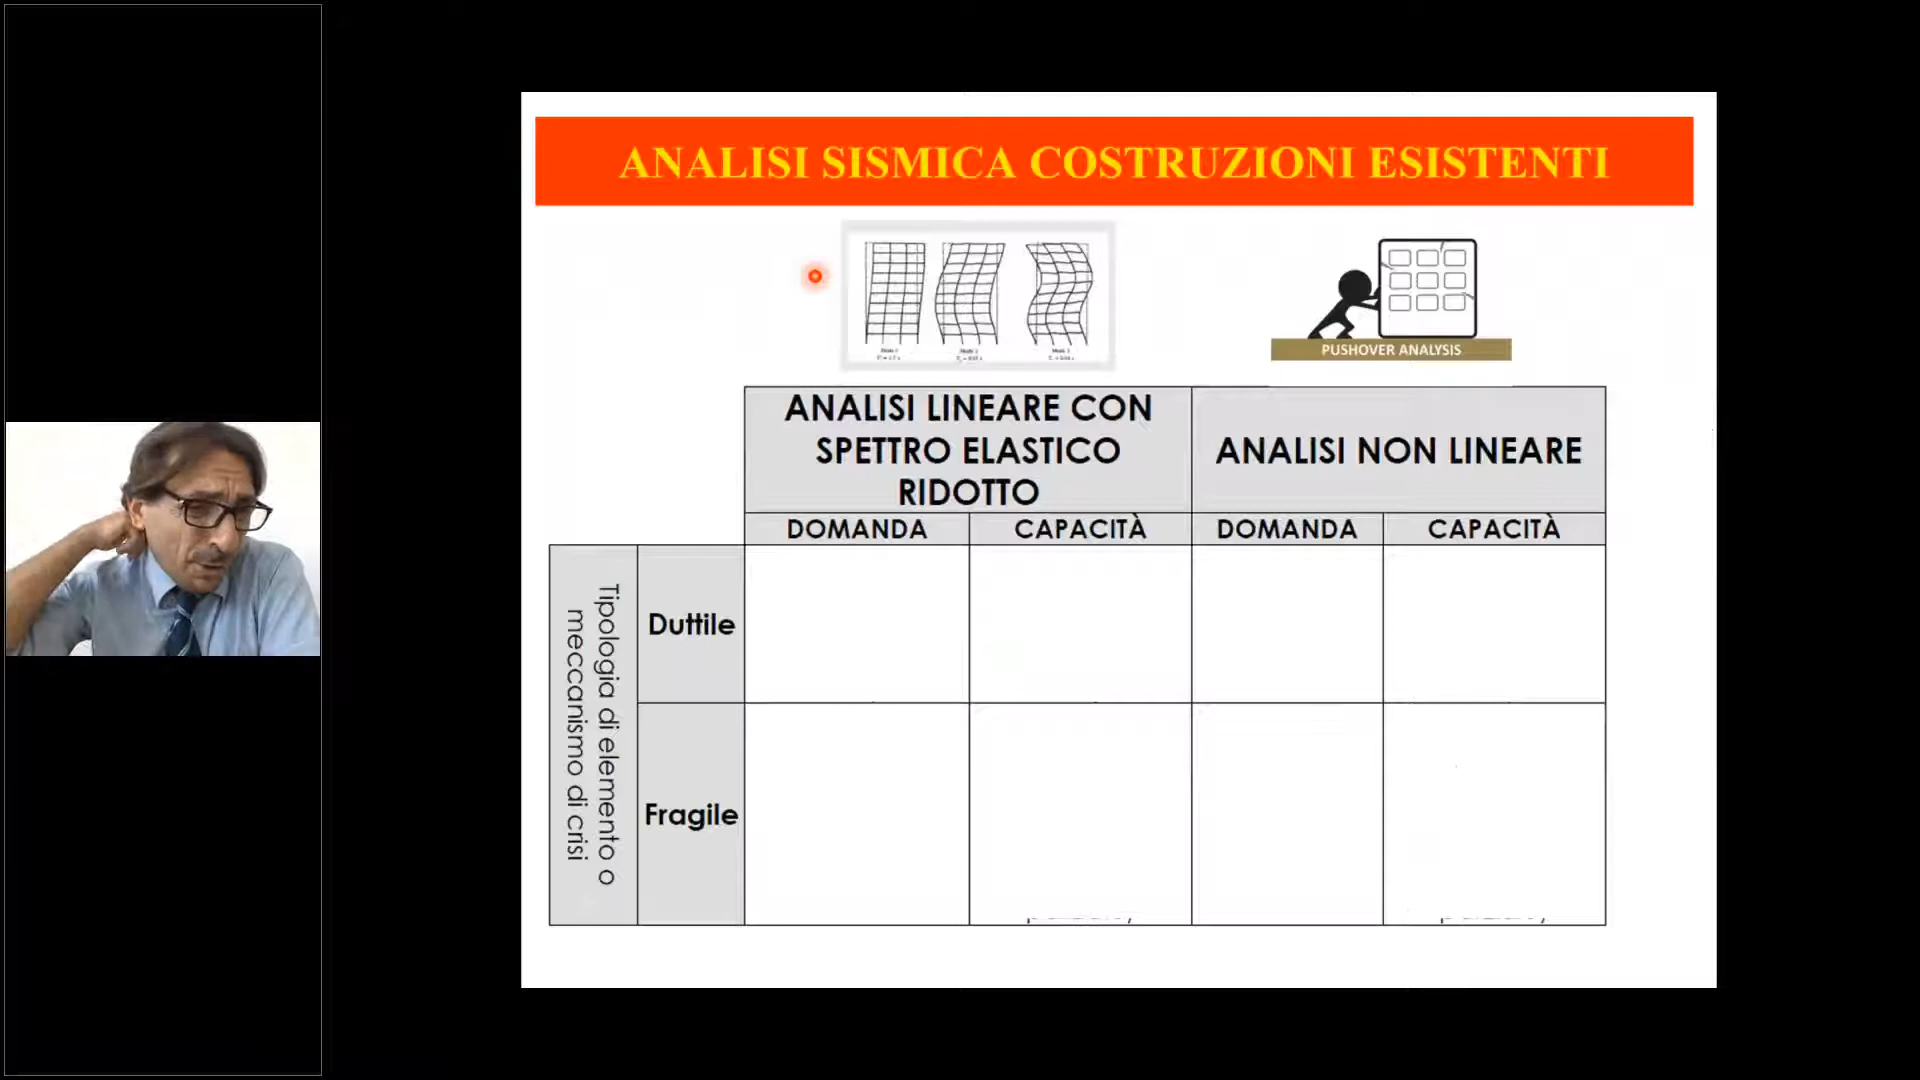 ANALISI SISMICA COSTRUZIONI ESISTENTI
PUSHOVER ANALYSIS
ANALISI LINEARE CON
SPETTRO ELASTICO
RIDOTTO
ANALISI NON LINEARE
DOMANDA
CAPACITÀ
DOMANDA
CAPACITÀ
Tipologia di elemento o
meccanismo di crisi
Duttile
Fragile